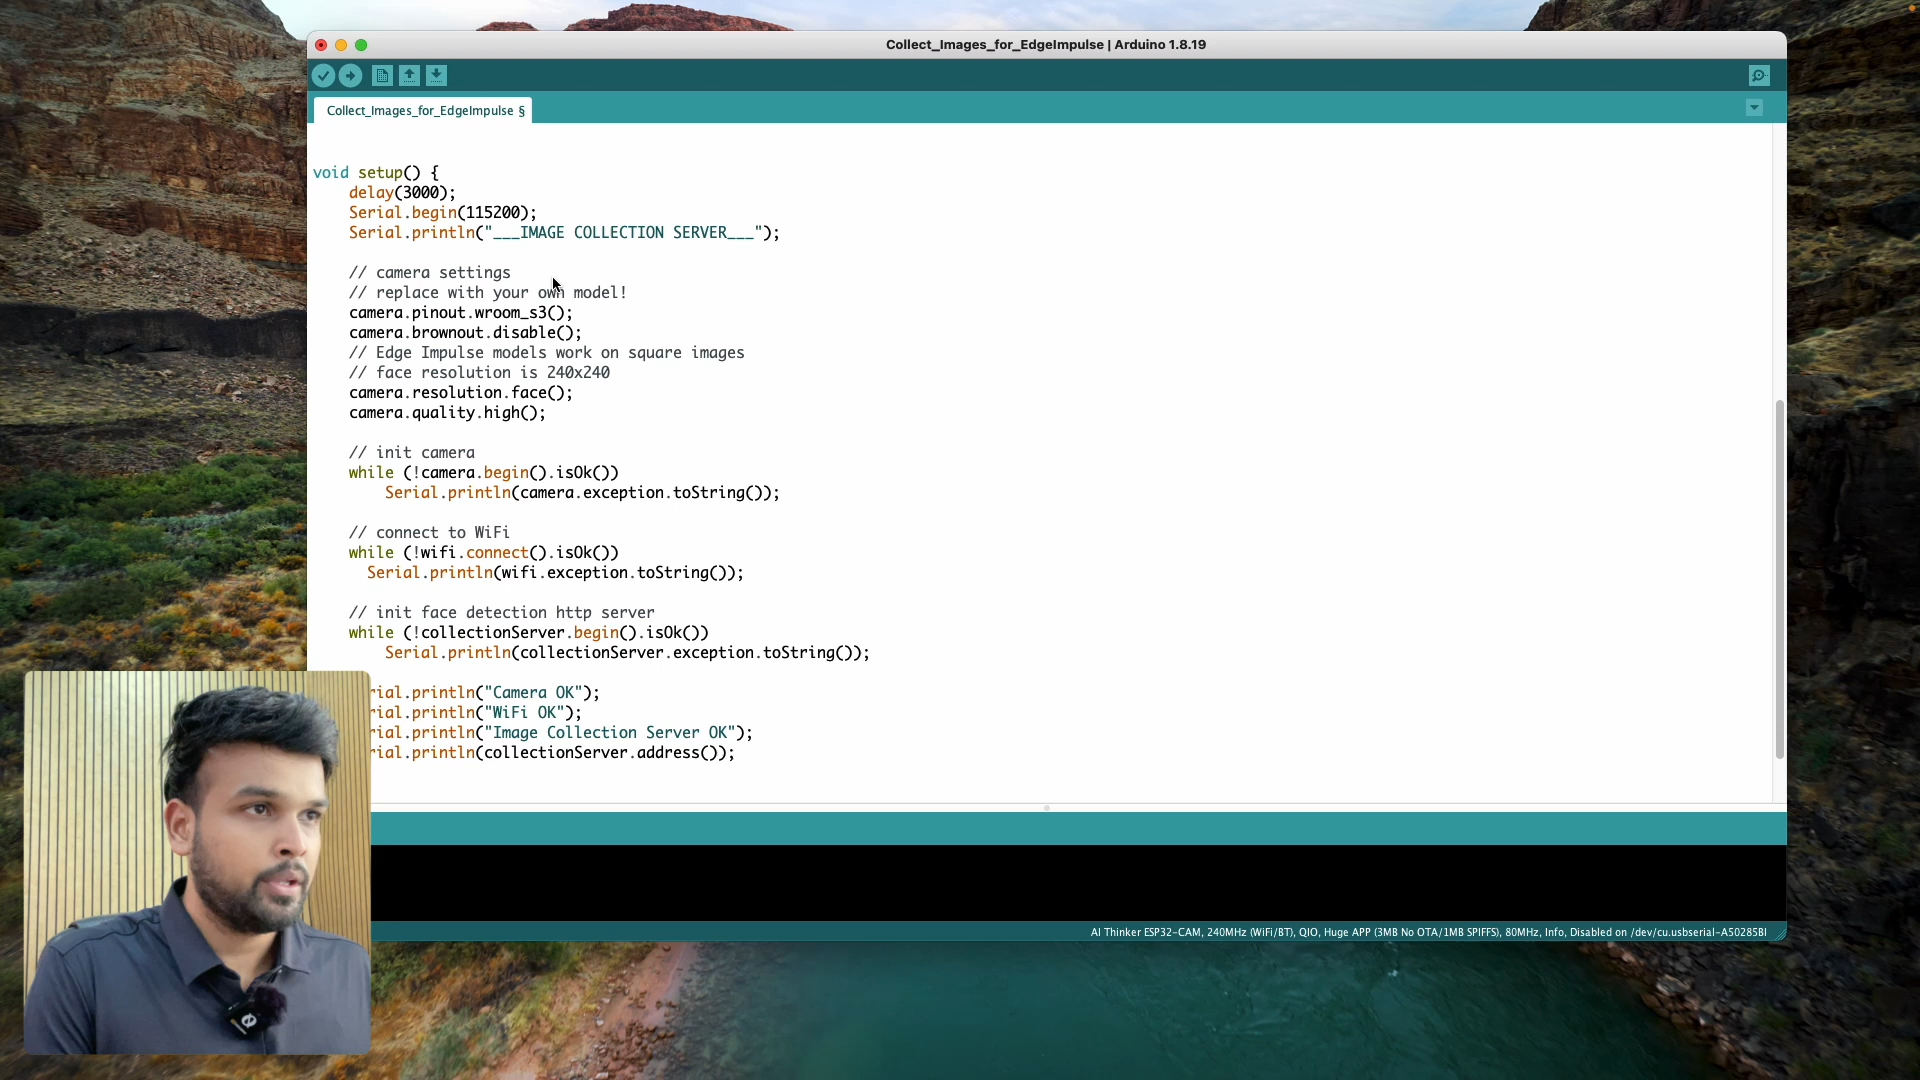 Collect_Images_for_EdgeImpulse | Arduino 1.8.19
Collect_Images_for_EdgeImpulse §
void setup() {
delay(3000);
Serial.begin(115200);
Serial.println("___IMAGE COLLECTION SERVER___");
// camera settings
// replace with your own model!
camera.pinout.wroom_s3();
camera.brownout.disable();
// Edge Impulse models work on square images
// face resolution is 240x240
camera.resolution.face();
camera.quality.high();
// init camera
while (!camera.begin().isOk())
Serial.println(camera.exception.toString());
// connect to WiFi
while (!wifi.connect().isOk())
Serial.println(wifi.exception.toString());
// init face detection http server
while (!collectionServer.begin().isOk())
Serial.println(collectionServer.exception.toString());
rial.println("Camera OK");
rial.println("WiFi OK");
rial.println("Image Collection Server OK");
rial.println(collectionServer.address());
AI Thinker ESP32-CAM, 240MHz (WiFi/BT), QIO, Huge APP (3MB No OTA/1MB SPIFFS), 80MHz, Info, Disabled on /dev/cu.usbserial-A50285BI